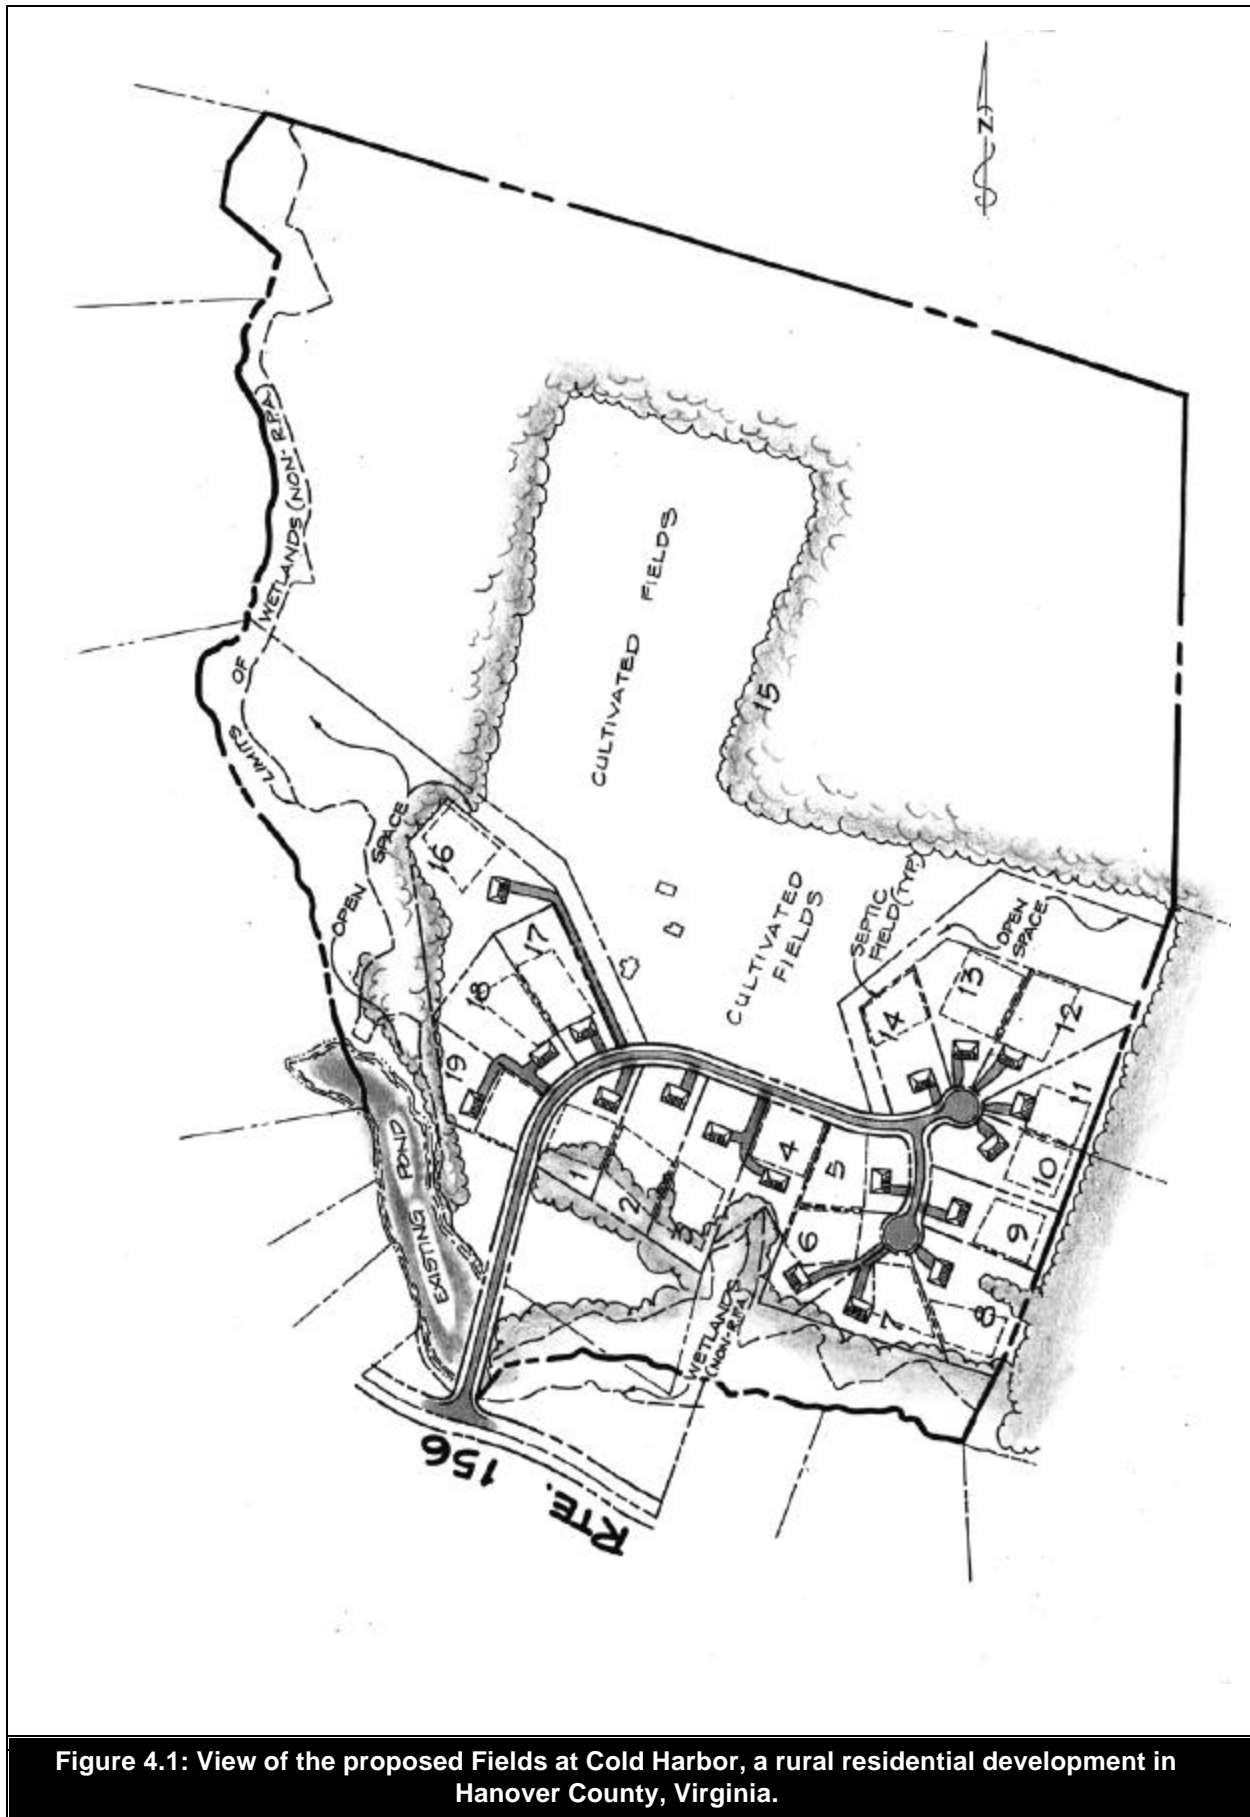 N
LIMITS OF WETLANDS (NON-R.P.A.)
CULTIVATED FIELDS
15
OPEN SPACE
16
CULTIVATED
FIELDS
SEPTIC
FIELD (TYP.)
OPEN
SPACE
17
18
19
14
13
12
11
10
9
8
7
6
5
4
3
2
1
EXISTING POND
WETLANDS
(NON-R.P.A.)
RTE. 156
Figure 4.1: View of the proposed Fields at Cold Harbor, a rural residential development in
Hanover County, Virginia.